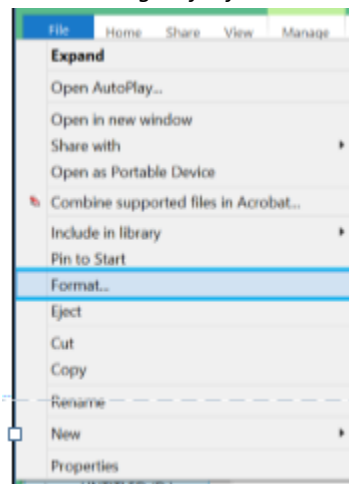 File Home Share View Manage
Expand
Open AutoPlay...
Open in new window
Share with
Open as Portable Device
Combine supported files in Acrobat...
Include in library
Pin to Start
Format...
Eject
Cut
Copy
Rename
New
Properties